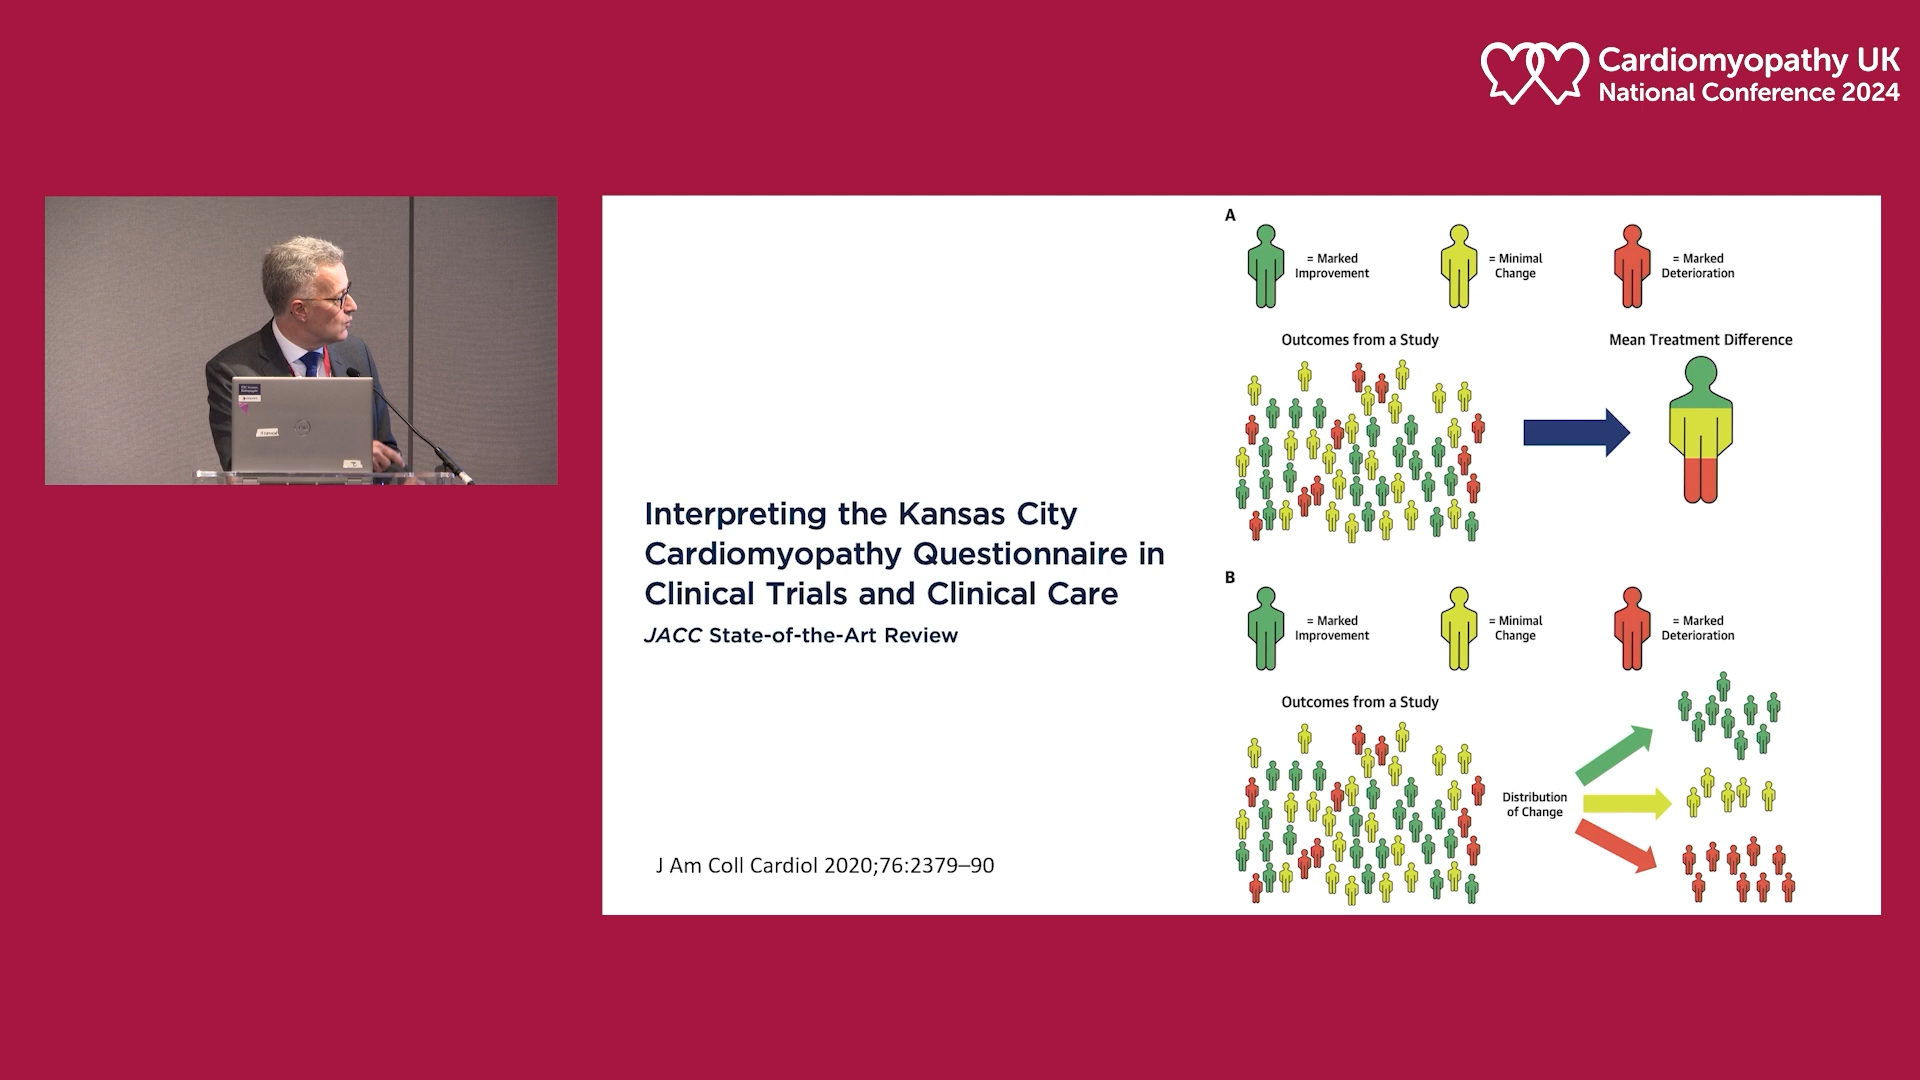 Cardiomyopathy UK
National Conference 2024
Interpreting the Kansas City
Cardiomyopathy Questionnaire in
Clinical Trials and Clinical Care
JACC State-of-the-Art Review
J Am Coll Cardiol 2020;76:2379–90
A
= Marked
Improvement
= Minimal
Change
= Marked
Deterioration
Outcomes from a Study
Mean Treatment Difference
B
= Marked
Improvement
= Minimal
Change
= Marked
Deterioration
Outcomes from a Study
Distribution
of Change